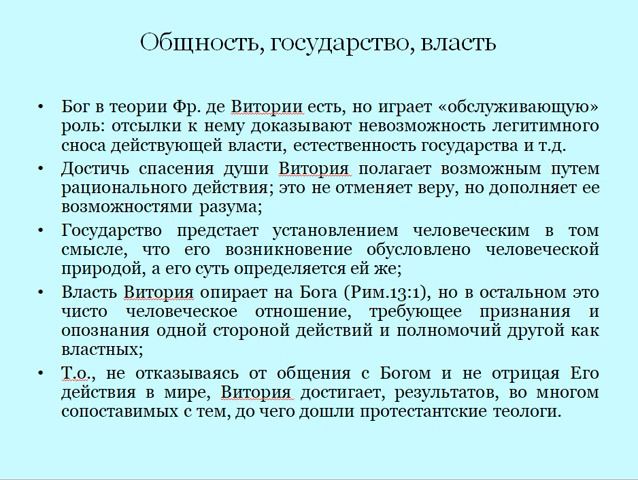 Общность, государство, власть
• Бог в теории Фр. де Витории есть, но играет «обслуживающую»
роль: отсылки к нему доказывают невозможность легитимного
сноса действующей власти, естественность государства и т.д.
• Достичь спасения души Витория полагает возможным путем
рационального действия; это не отменяет веру, но дополняет ее
возможностями разума;
• Государство предстает установлением человеческим в том
смысле, что его возникновение обусловлено человеческой
природой, а его суть определяется ей же;
• Власть Витория опирает на Бога (Рим.13:1), но в остальном это
чисто человеческое отношение, требующее признания и
опознания одной стороной действий и полномочий другой как
властных;
• Т.о., не отказываясь от общения с Богом и не отрицая Его
действия в мире, Витория достигает, результатов, во многом
сопоставимых с тем, до чего дошли протестантские теологи.